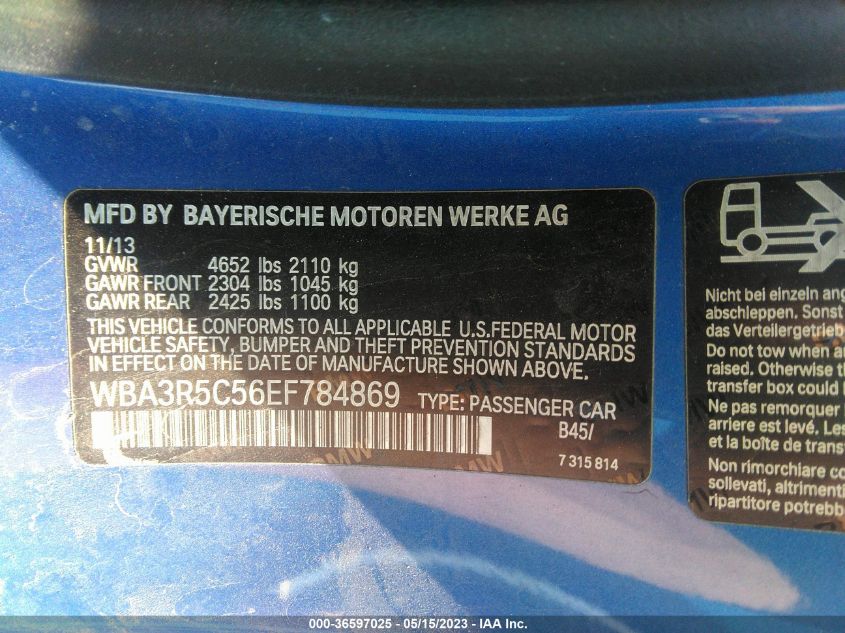 MFD BY BAYERISCHE MOTOREN WERKE AG
11/13
GVWR 4652 lbs 2110 kg
GAWR FRONT 2304 lbs 1045 kg
GAWR REAR 2425 lbs 1100 kg
THIS VEHICLE CONFORMS TO ALL APPLICABLE U.S.FEDERAL MOTOR
VEHICLE SAFETY, BUMPER AND THEFT PREVENTION STANDARDS
IN EFFECT ON THE DATE OF MANUFACTURE SHOWN ABOVE.
WBA3R5C56EF784869 TYPE: PASSENGER CAR
B45/
7 315 814
Nicht bei einzeln ang
abschleppen. Sonst
das Verteilergetrieb
Do not tow when ar
raised. Otherwise,
transfer box could
Ne pas remorquer
arriere est levé. Les
et la boîte de trans
Non rimorchiare co
sollevati, altrimenti
ripartitore potrebb
000-36597025 - 05/15/2023 - IAA Inc.